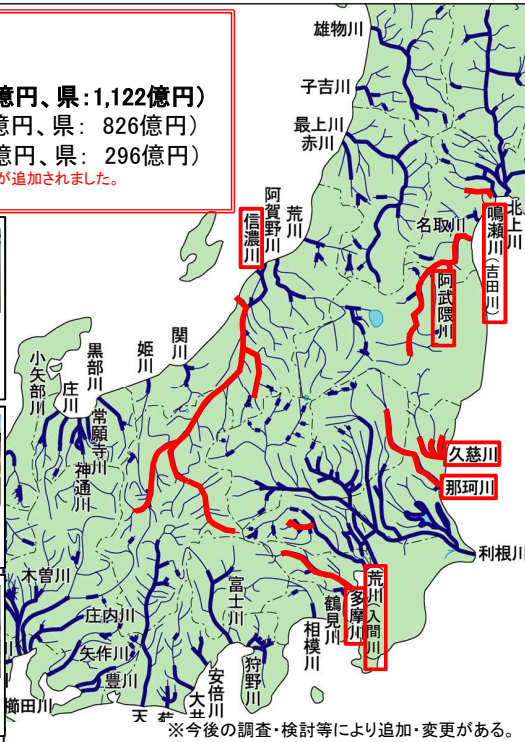 億円、県:1,122億円)
億円、県: 826億円)
億円、県: 296億円)
が追加されました。
雄物川
子吉川
最上川
赤川
荒川
阿賀野川
信濃川
名取川
北上川
鳴瀬川(吉田川)
阿武隈川
関川
姫川
黒部川
常願寺川
神通川
庄川
小矢部川
久慈川
那珂川
利根川
荒川(入間川)
多摩川
鶴見川
相模川
富士川
狩野川
安倍川
大井
菊
天
木曽川
庄内川
矢作川
豊川
櫛田川
川
※今後の調査・検討等により追加・変更がある。